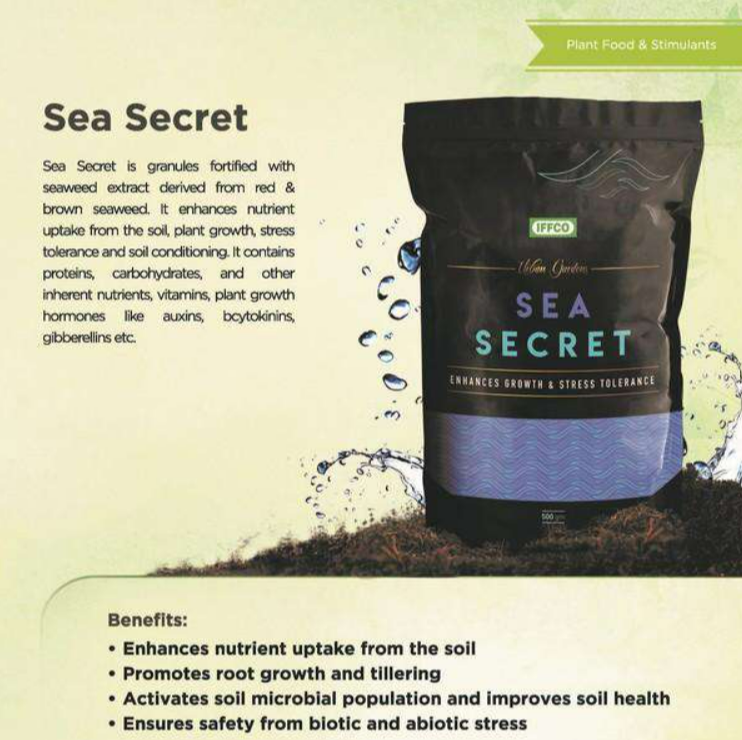 Plant Food & Stimulants
Sea Secret
Sea Secret is granules fortified with
seaweed extract derived from red &
brown seaweed. It enhances nutrient
uptake from the soil, plant growth, stress
tolerance and soil conditioning. It contains
proteins, carbohydrates, and other
inherent nutrients, vitamins, plant growth
hormones like auxins, bcytokinins,
gibberellins etc.
IFFCO
Urban Gardens
SEA
SECRET
ENHANCES GROWTH & STRESS TOLERANCE
500 gm
Benefits:
• Enhances nutrient uptake from the soil
• Promotes root growth and tillering
• Activates soil microbial population and improves soil health
• Ensures safety from biotic and abiotic stress